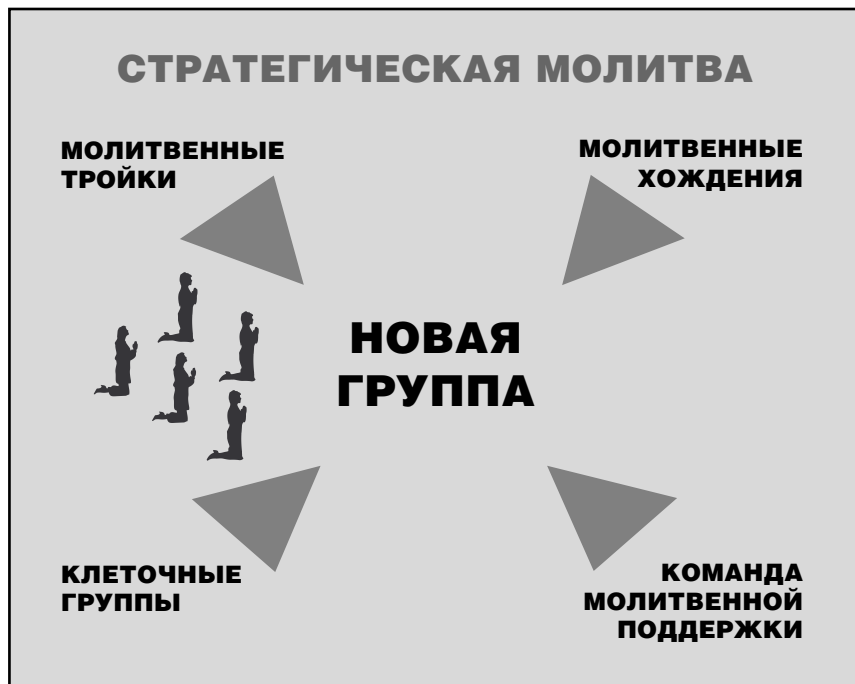 СТРАТЕГИЧЕСКАЯ МОЛИТВА
МОЛИТВЕННЫЕ
ТРОЙКИ
МОЛИТВЕННЫЕ
ХОЖДЕНИЯ
НОВАЯ
ГРУППА
КЛЕТОЧНЫЕ
ГРУППЫ
КОМАНДА
МОЛИТВЕННОЙ
ПОДДЕРЖКИ